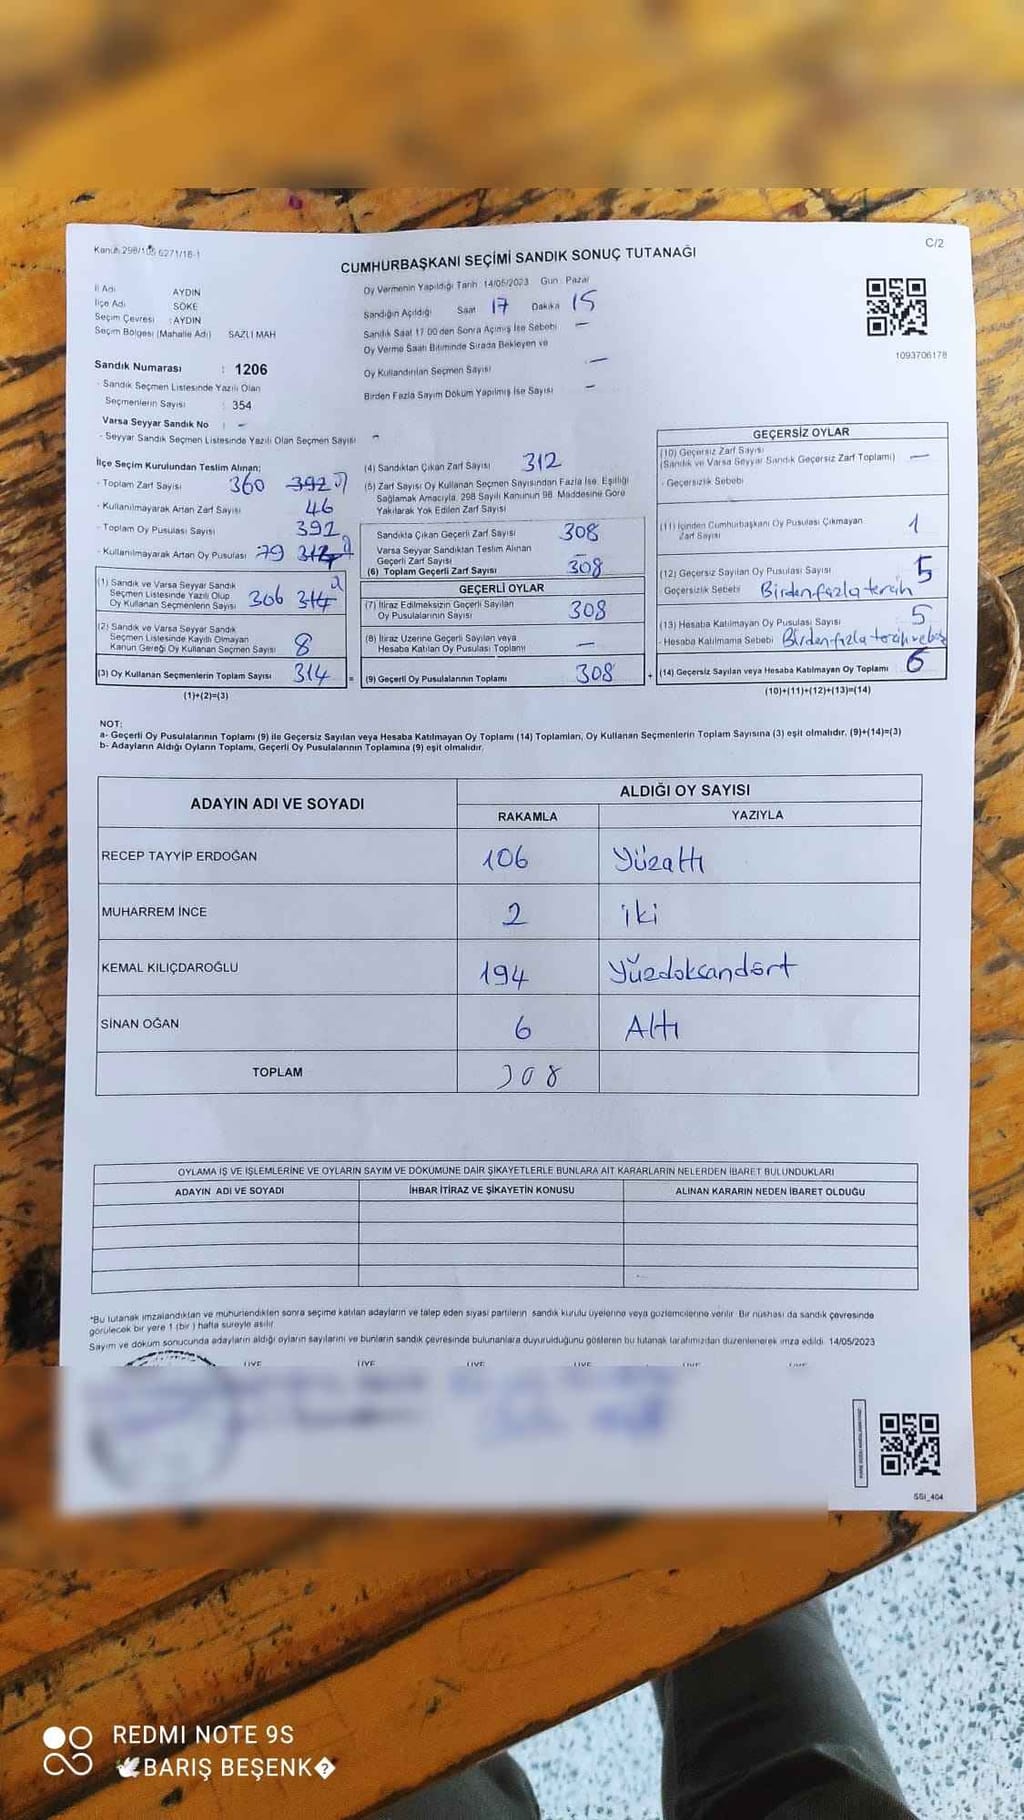 Kanun 298/105 6271/16-1
C/2
CUMHURBAŞKANI SEÇİMİ SANDIK SONUÇ TUTANAĞI
İl Adı AYDIN
İlçe Adı SÖKE
Seçim Çevresi : AYDIN
Seçim Bölgesi (Mahalle Adı) SAZLI MAH
Oy Vermenin Yapıldığı Tarih 14/05/2023 Gün Pazar
Sandığın Açıldığı Saat 17 Dakika 15
Sandık Saat 17 00 den Sonra Açılmış İse Sebebi —
Oy Verme Saati Bitiminde Sırada Bekleyen ve
Oy Kullandırılan Seçmen Sayısı —
Birden Fazla Sayım Döküm Yapılmış İse Sayısı —
1093706178
Sandık Numarası : 1206
- Sandık Seçmen Listesinde Yazılı Olan
Seçmenlerin Sayısı : 354
Varsa Seyyar Sandık No : -
- Seyyar Sandık Seçmen Listesinde Yazılı Olan Seçmen Sayısı -
İlçe Seçim Kurulundan Teslim Alınan;
- Toplam Zarf Sayısı 360 392
- Kullanılmayarak Artan Zarf Sayısı 46
- Toplam Oy Pusulası Sayısı 392
- Kullanılmayarak Artan Oy Pusulası 79
(1) Sandık ve Varsa Seyyar Sandık
Seçmen Listesinde Yazılı Olup
Oy Kullanan Seçmenlerin Sayısı 306 314
(2) Sandık ve Varsa Seyyar Sandık
Seçmen Listesinde Kayıtlı Olmayan
Kanun Gereği Oy Kullanan Seçmen Sayısı 8
(3) Oy Kullanan Seçmenlerin Toplam Sayısı 314 =
(1)+(2)=(3)
(4) Sandıktan Çıkan Zarf Sayısı 312
(5) Zarf Sayısı Oy Kullanan Seçmen Sayısından Fazla İse, Eşitliği
Sağlamak Amacıyla, 298 Sayılı Kanunun 98. Maddesine Göre
Yakılarak Yok Edilen Zarf Sayısı
Sandıkta Çıkan Geçerli Zarf Sayısı 308
Varsa Seyyar Sandıktan Teslim Alınan
Geçerli Zarf Sayısı -
(6) Toplam Geçerli Zarf Sayısı 308
GEÇERLİ OYLAR
(7) İtiraz Edilmeksizin Geçerli Sayılan
Oy Pusulalarının Sayısı 308
(8) İtiraz Üzerine Geçerli Sayılan veya
Hesaba Katılan Oy Pusulası Toplamı —
(9) Geçerli Oy Pusulalarının Toplamı 308 +
GEÇERSİZ OYLAR
(10) Geçersiz Zarf Sayısı
(Sandık ve Varsa Seyyar Sandık Geçersiz Zarf Toplamı) —
- Geçersizlik Sebebi
(11) İçinden Cumhurbaşkanı Oy Pusulası Çıkmayan
Zarf Sayısı 1
(12) Geçersiz Sayılan Oy Pusulası Sayısı 5
Geçersizlik Sebebi Birden fazla tercih
(13) Hesaba Katılmayan Oy Pusulası Sayısı 5
- Hesaba Katılmama Sebebi Birden fazla tercih ve boş
(14) Geçersiz Sayılan veya Hesaba Katılmayan Oy Toplamı 6
(10)+(11)+(12)+(13)=(14)
NOT:
a- Geçerli Oy Pusulalarının Toplamı (9) ile Geçersiz Sayılan veya Hesaba Katılmayan Oy Toplamı (14) Toplamları, Oy Kullanan Seçmenlerin Toplam Sayısına (3) eşit olmalıdır. (9)+(14)=(3)
b- Adayların Aldığı Oyların Toplamı, Geçerli Oy Pusulalarının Toplamına (9) eşit olmalıdır.
ADAYIN ADI VE SOYADI
ALDIĞI OY SAYISI
RAKAMLA YAZIYLA
RECEP TAYYİP ERDOĞAN 106 Yüzaltı
MUHARREM İNCE 2 iki
KEMAL KILIÇDAROĞLU 194 Yüzdoksandört
SİNAN OĞAN 6 Altı
TOPLAM 308
OYLAMA İŞ VE İŞLEMLERİNE VE OYLARIN SAYIM VE DÖKÜMÜNE DAİR ŞİKAYETLERLE BUNLARA AİT KARARLARIN NELERDEN İBARET BULUNDUKLARI
ADAYIN ADI VE SOYADI İHBAR İTİRAZ VE ŞİKAYETİN KONUSU ALINAN KARARIN NEDEN İBARET OLDUĞU
*Bu tutanak imzalandıktan ve mühürlendikten sonra seçime katılan adayların ve talep eden siyasi partilerin sandık kurulu üyelerine veya gözlemcilerine verilir. Bir nüshası da sandık çevresinde
görülecek bir yere 1 (bir) hafta süreyle asılır
Sayım ve döküm sonucunda adayların aldığı oyların sayılarını ve bunların sandık çevresinde bulunanlara duyurulduğunu gösteren bu tutanak tarafımızdan düzenlenerek imza edildi. 14/05/2023
SSI_404
REDMI NOTE 9S
BARIŞ BEŞENK